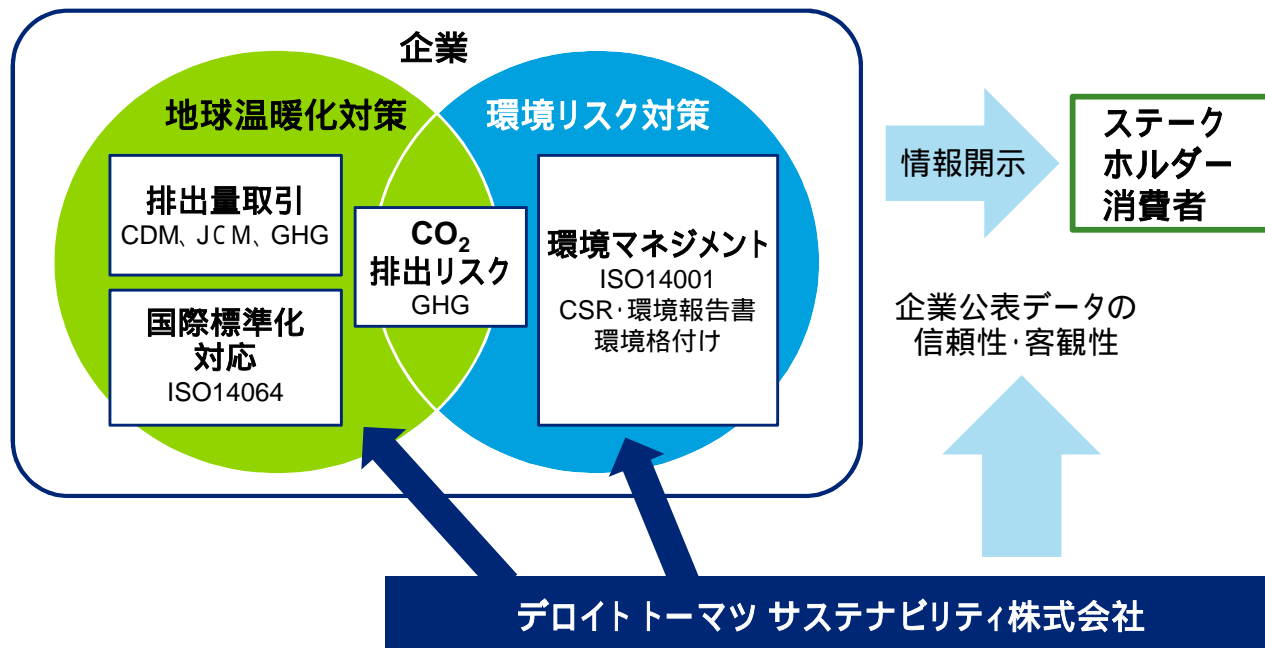 企業
地球温暖化対策
環境リスク対策
排出量取引
CDM、JCM、GHG
国際標準化
対応
ISO14064
CO₂
排出リスク
GHG
環境マネジメント
ISO14001
CSR・環境報告書
環境格付け
情報開示
ステーク
ホルダー
消費者
企業公表データの
信頼性・客観性
デロイト トーマツ サステナビリティ株式会社